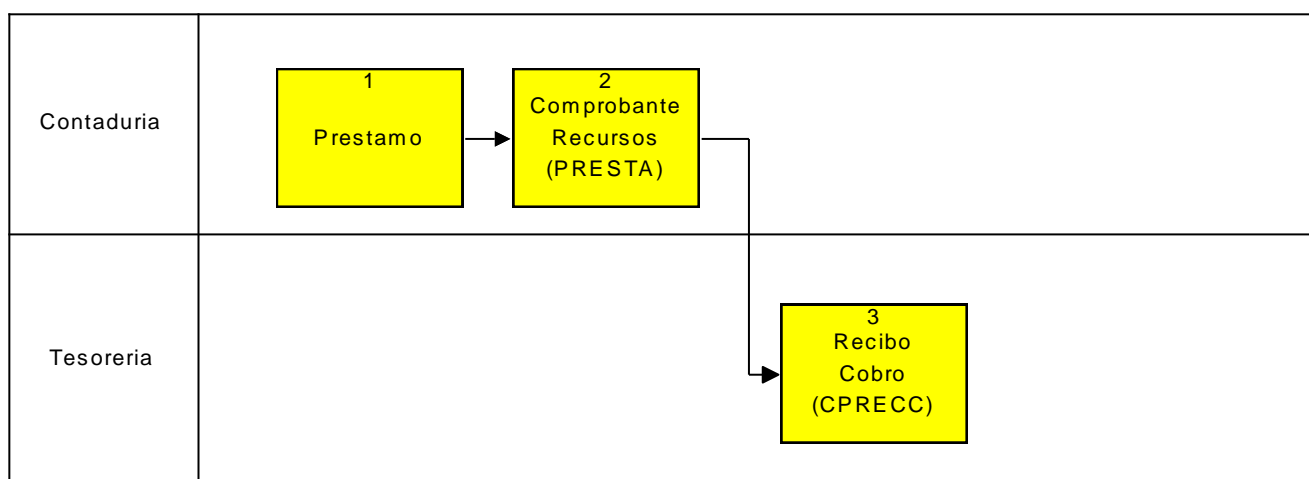 Contaduria
1
Prestamo
2
Comprobante
Recursos
(PRESTA)
Tesoreria
3
Recibo
Cobro
(CPRECC)